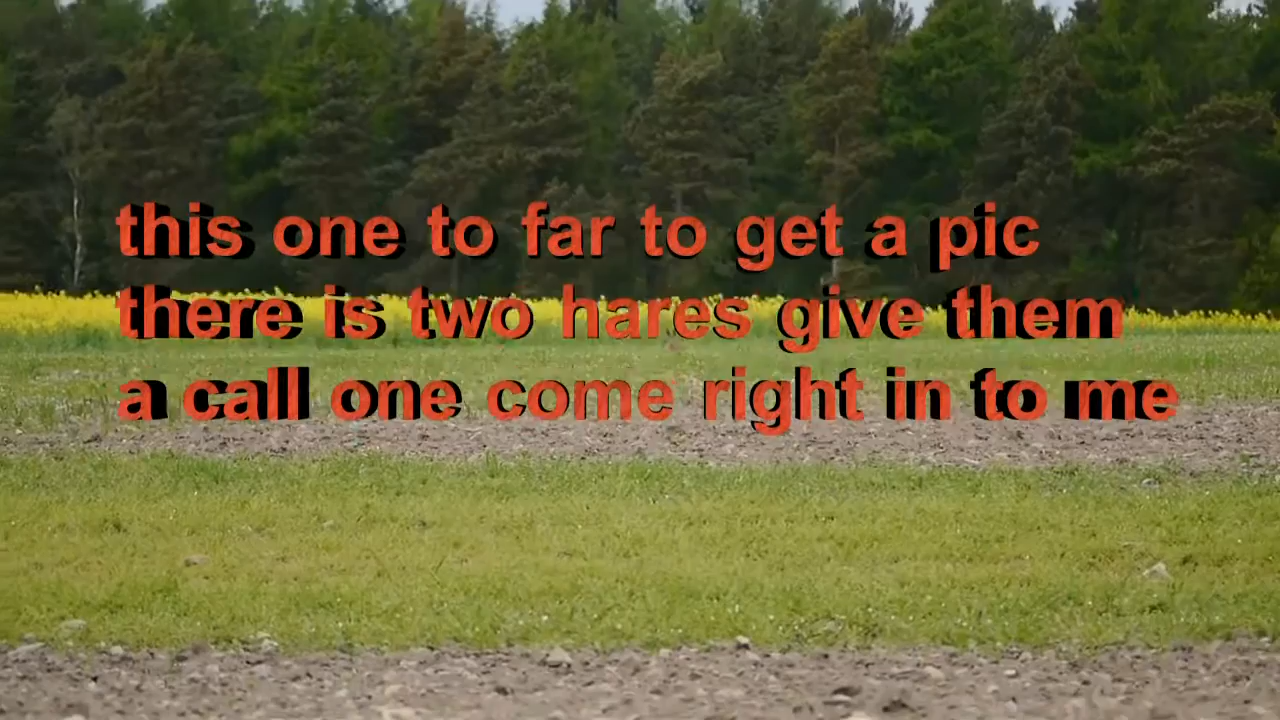 this one to far to get a pic
there is two hares give them
a call one come right in to me